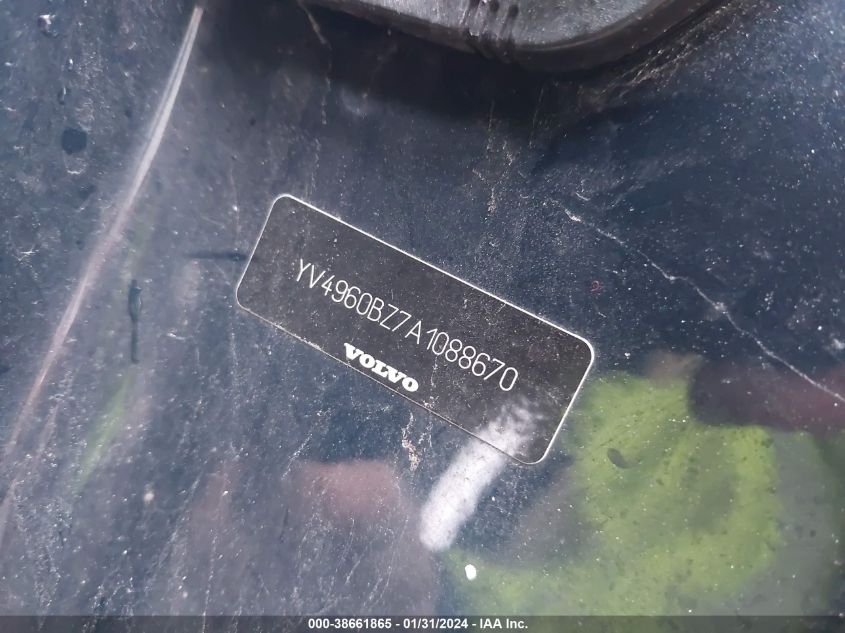 YV4960BZ7A1088670
VOLVO
000-38661865 - 01/31/2024 - IAA Inc.